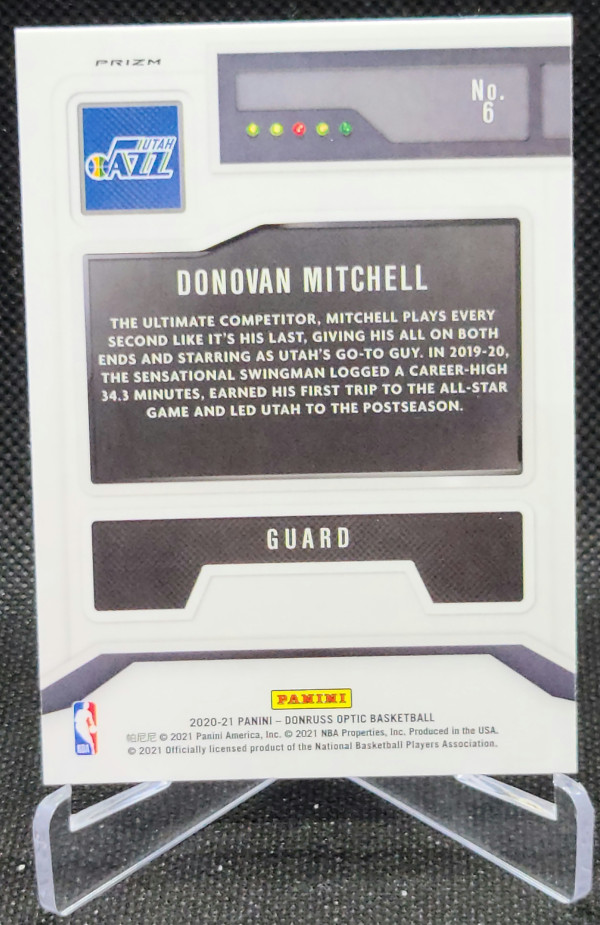 PRIZM
No.
6
UTAH
JAZZ
DONOVAN MITCHELL
THE ULTIMATE COMPETITOR, MITCHELL PLAYS EVERY
SECOND LIKE IT'S HIS LAST, GIVING HIS ALL ON BOTH
ENDS AND STARRING AS UTAH'S GO-TO GUY. IN 2019-20,
THE SENSATIONAL SWINGMAN LOGGED A CAREER-HIGH
34.3 MINUTES, EARNED HIS FIRST TRIP TO THE ALL-STAR
GAME AND LED UTAH TO THE POSTSEASON.
GUARD
PANINI
2020-21 PANINI – DONRUSS OPTIC BASKETBALL
帕尼尼 © 2021 Panini America, Inc. © 2021 NBA Properties, Inc. Produced in the USA.
© 2021 Officially licensed product of the National Basketball Players Association.
NBA